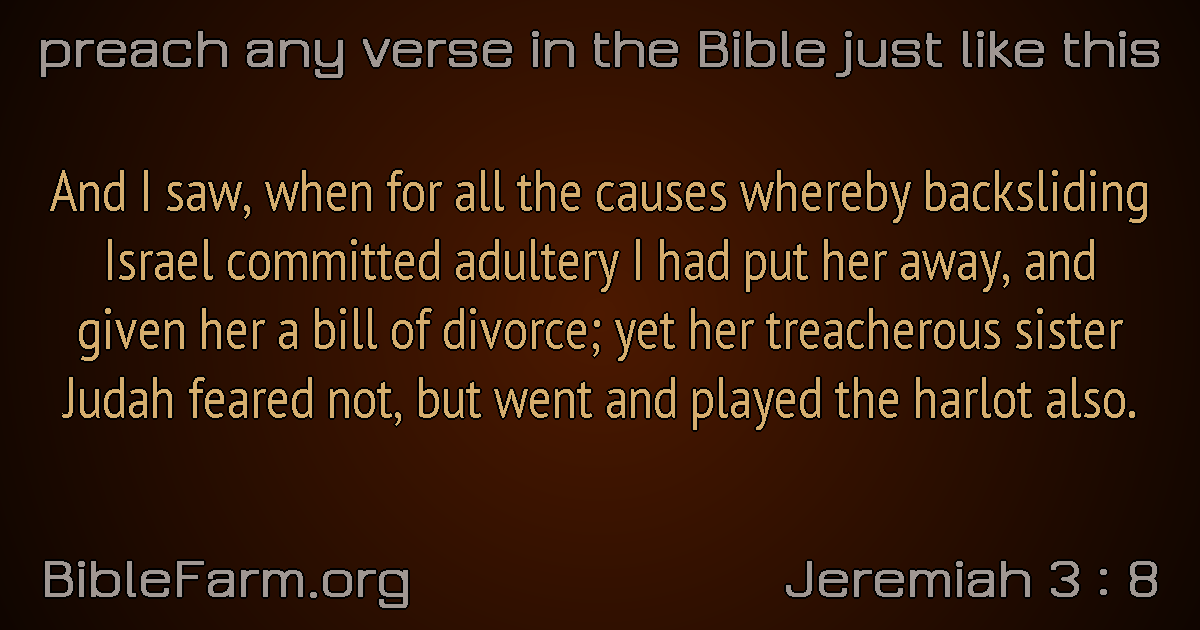 preach any verse in the Bible just like this
And I saw, when for all the causes whereby backsliding
Israel committed adultery I had put her away, and
given her a bill of divorce; yet her treacherous sister
Judah feared not, but went and played the harlot also.
BibleFarm.org
Jeremiah 3 : 8